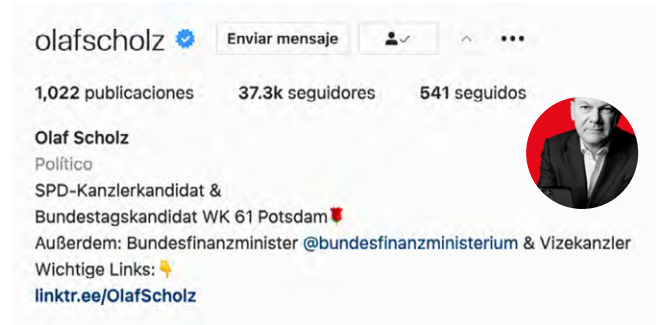 olafscholz Enviar mensaje
1,022 publicaciones 37.3k seguidores 541 seguidos
Olaf Scholz
Político
SPD-Kanzlerkandidat &
Bundestagskandidat WK 61 Potsdam🌹
Außerdem: Bundesfinanzminister @bundesfinanzministerium & Vizekanzler
Wichtige Links:👇
linktr.ee/OlafScholz